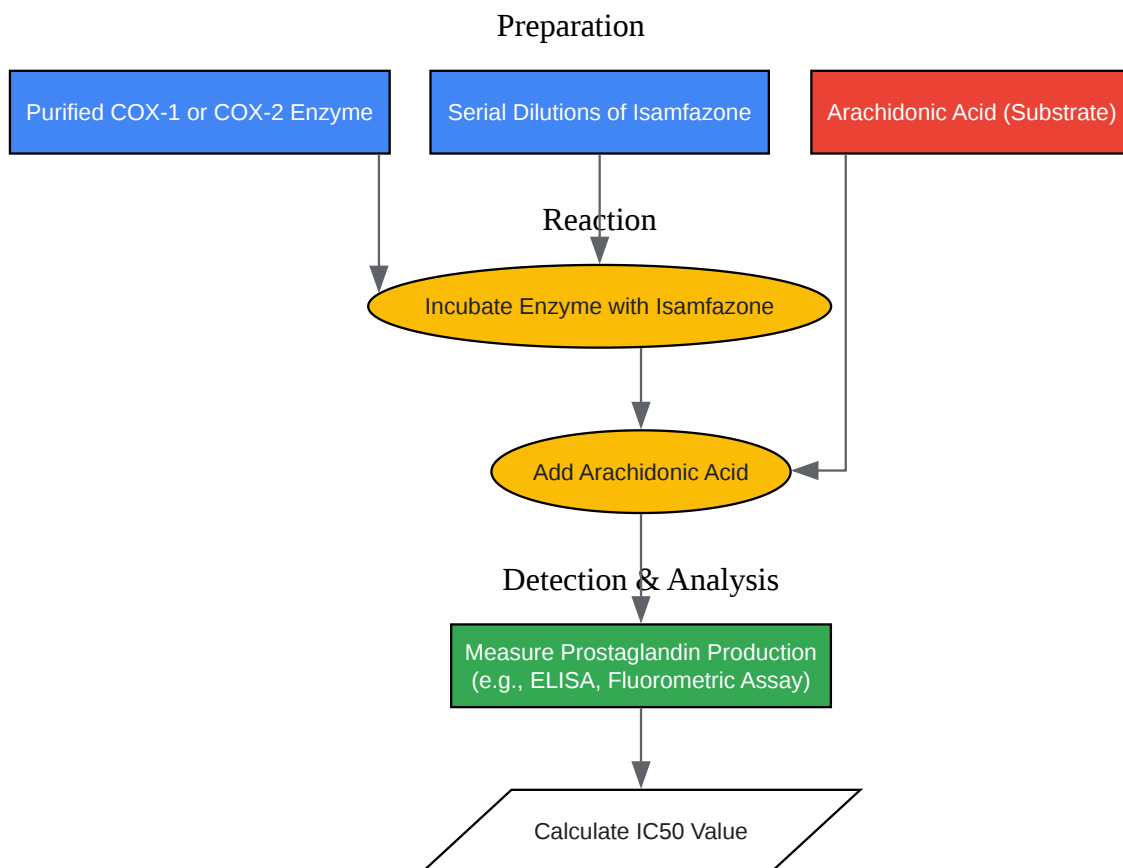 Preparation
Purified COX-1 or COX-2 Enzyme
Serial Dilutions of Isamfazone
Arachidonic Acid (Substrate)
Reaction
Incubate Enzyme with Isamfazone
Add Arachidonic Acid
Detection & Analysis
Measure Prostaglandin Production
(e.g., ELISA, Fluorometric Assay)
Calculate IC50 Value